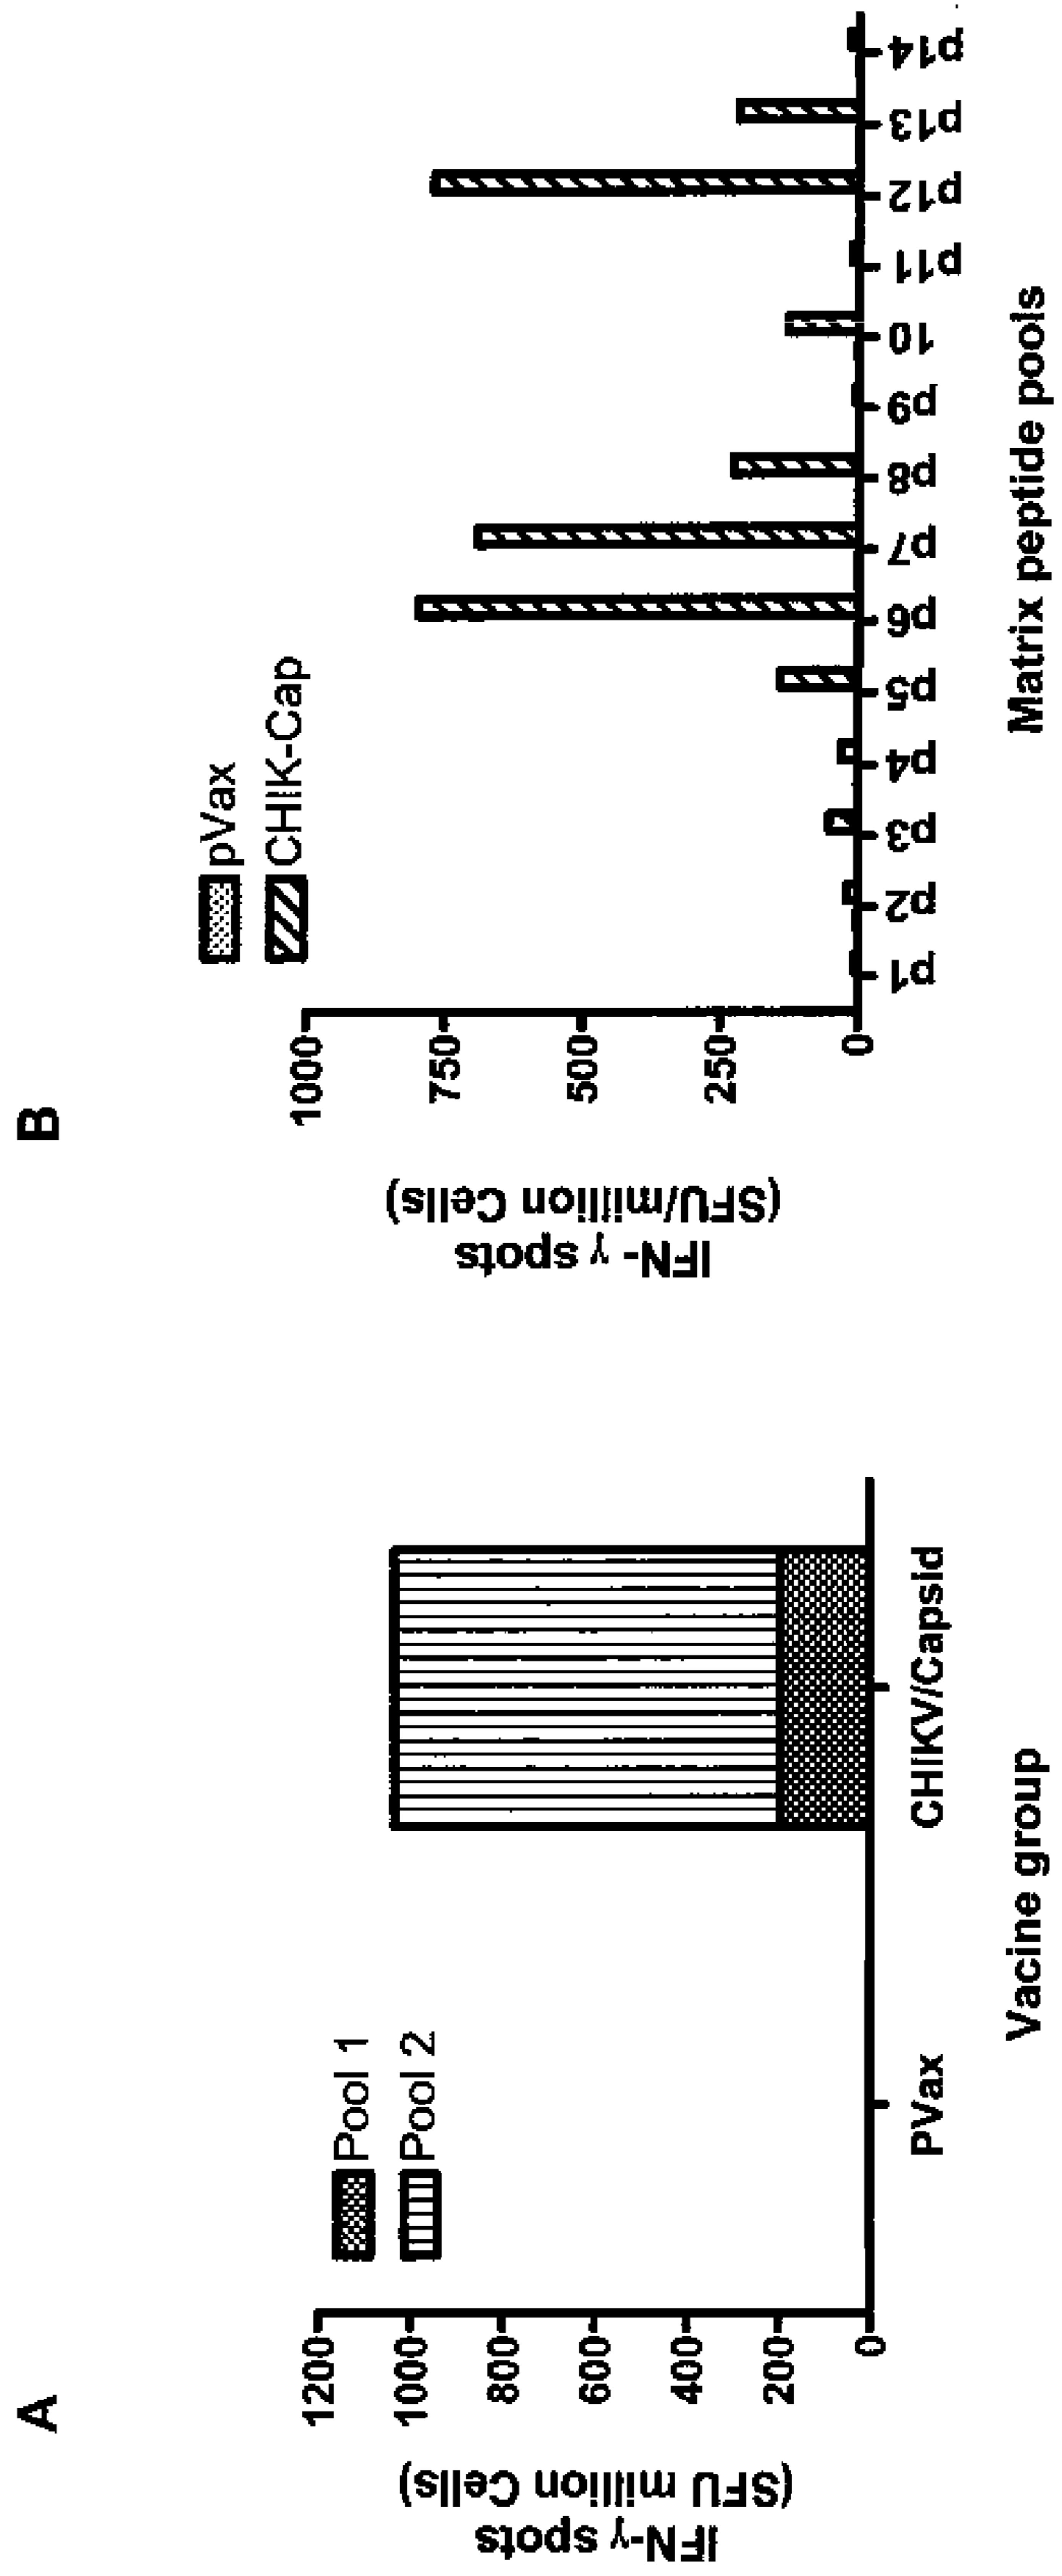 A
IFN-γ spots
(SFU million Cells)
1200
1000
800
600
400
200
0
Pool 1
Pool 2
PVax
CHIKV/Capsid
Vacine group
B
IFN- γ spots
(SFU/million Cells)
1000
750
500
250
0
pVax
CHIK-Cap
p1
p2
p3
p4
p5
p6
p7
p8
p9
10
p11
p12
p13
p14
Matrix peptide pools